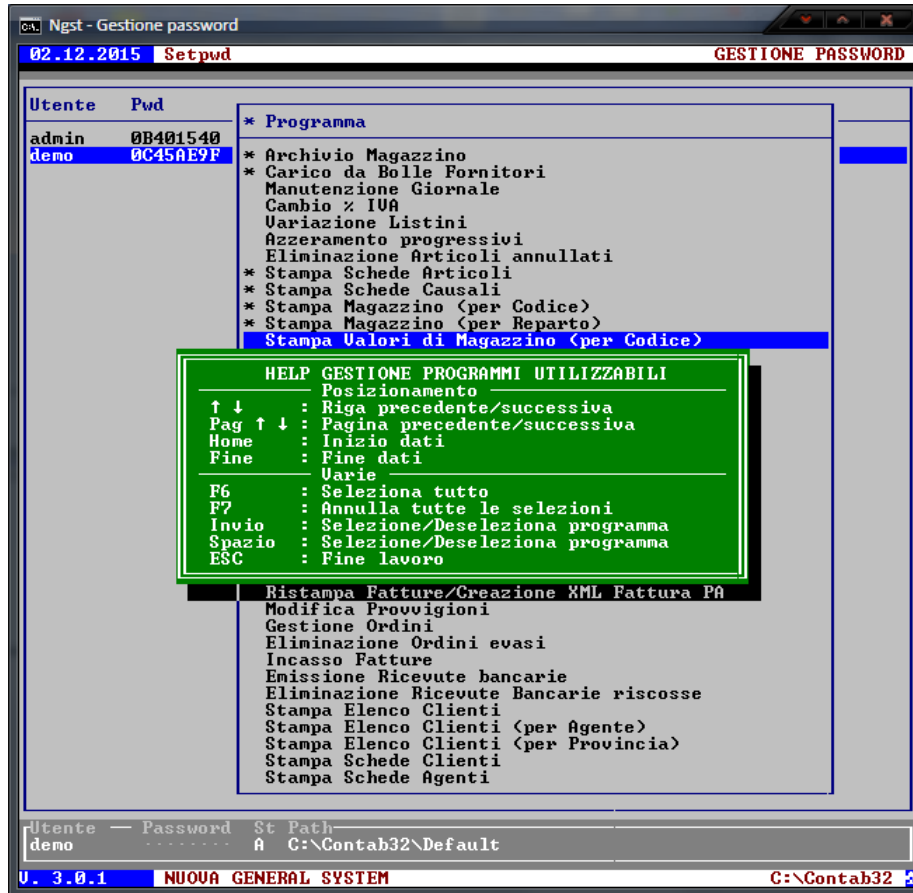 Ngst - Gestione password
02.12.2015 Setpwd GESTIONE PASSWORD
Utente Pwd
* Programma
admin 0B401540
demo 0C45AE9F
* Archivio Magazzino
* Carico da Bolle Fornitori
Manutenzione Giornale
Cambio % IVA
Variazione Listini
Azzeramento progressivi
Eliminazione Articoli annullati
* Stampa Schede Articoli
* Stampa Schede Causali
* Stampa Magazzino (per Codice)
* Stampa Magazzino (per Reparto)
Stampa Valori di Magazzino (per Codice)
HELP GESTIONE PROGRAMMI UTILIZZABILI
Posizionamento
↑ ↓ : Riga precedente/successiva
Pag ↑ ↓ : Pagina precedente/successiva
Home : Inizio dati
Fine : Fine dati
Varie
F6 : Seleziona tutto
F7 : Annulla tutte le selezioni
Invio : Selezione/Deseleziona programma
Spazio : Selezione/Deseleziona programma
ESC : Fine lavoro
Ristampa Fatture/Creazione XML Fattura PA
Modifica Provvigioni
Gestione Ordini
Eliminazione Ordini evasi
Incasso Fatture
Emissione Ricevute bancarie
Eliminazione Ricevute Bancarie riscosse
Stampa Elenco Clienti
Stampa Elenco Clienti (per Agente)
Stampa Elenco Clienti (per Provincia)
Stampa Schede Clienti
Stampa Schede Agenti
Utente Password St Path
demo ........ A C:\Contab32\Default
V. 3.0.1 NUOVA GENERAL SYSTEM C:\Contab32